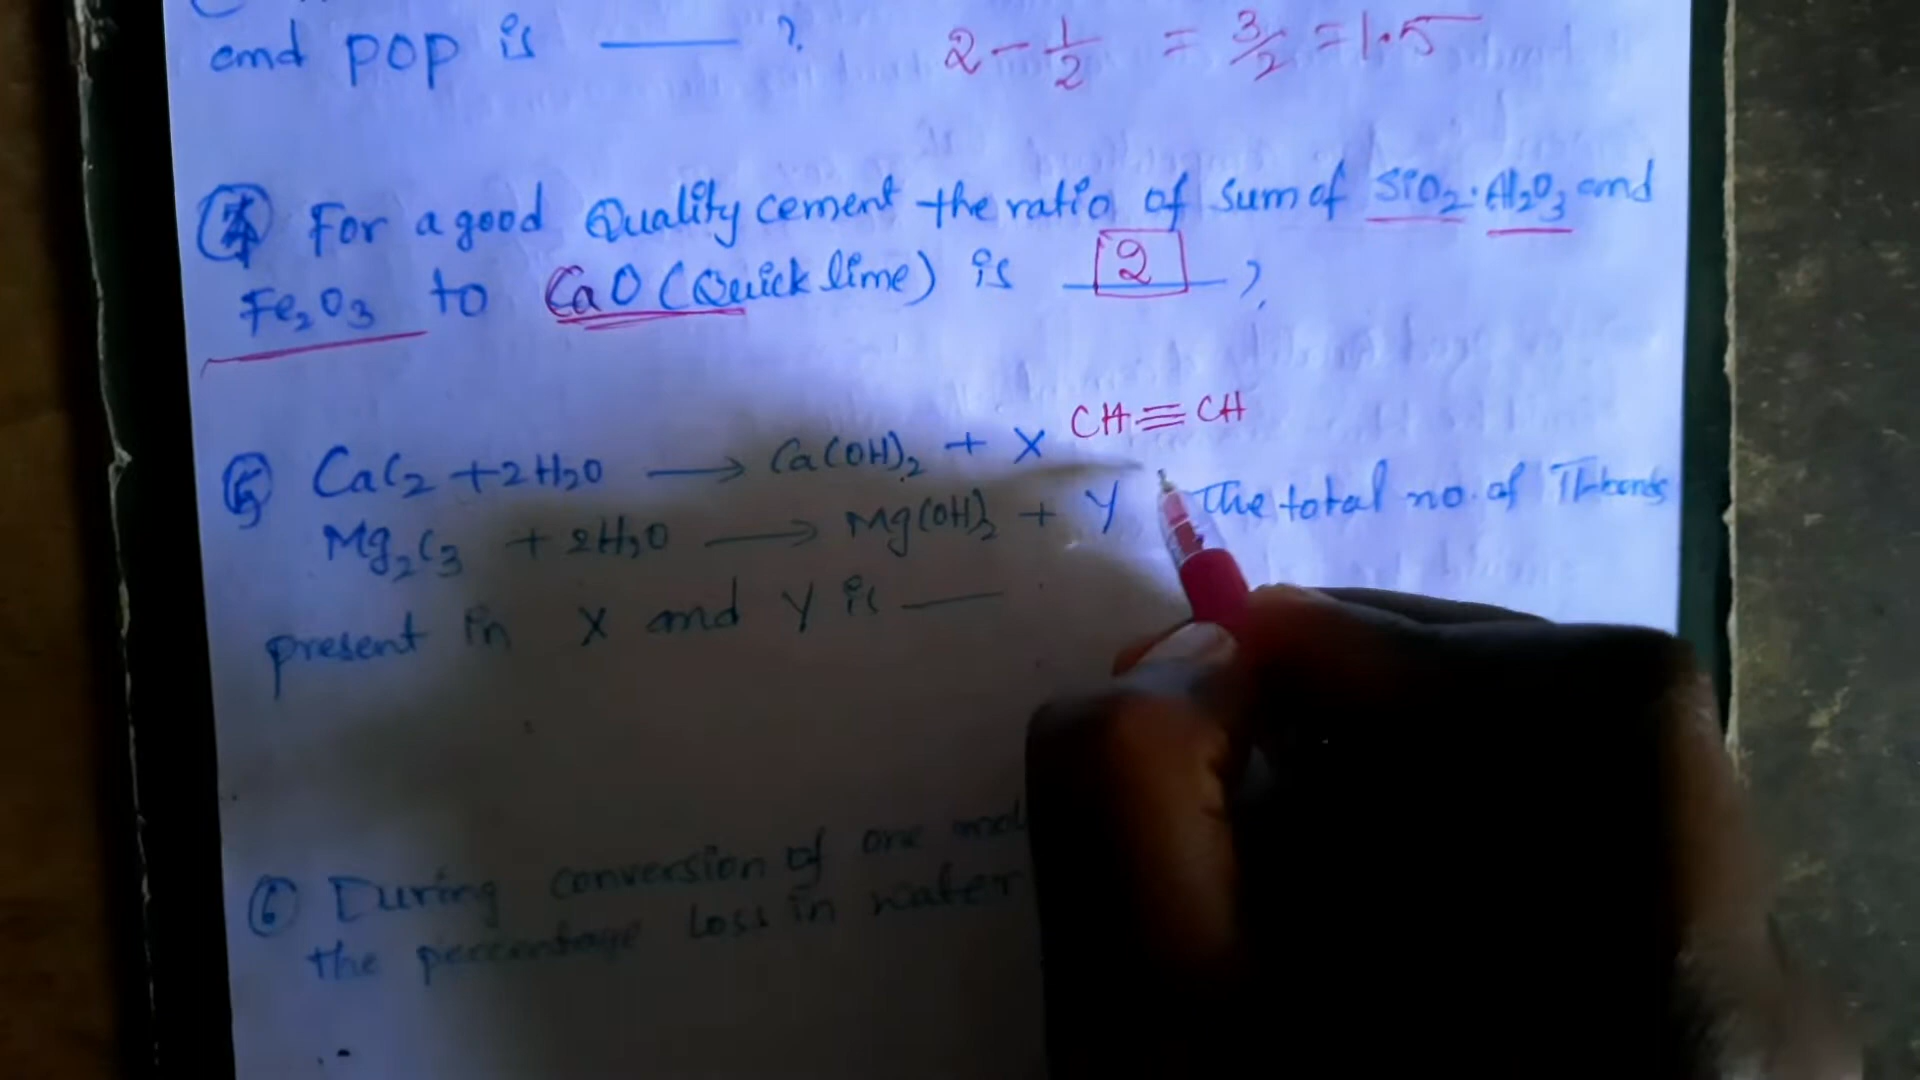 and pop is ___ ? 2 - 1/2 = 3/2 = 1.5
④ For a good Quality cement the ratio of sum of SiO₂. Al₂O₃ and
Fe₂O₃ to CaO (Quick lime) is 2 ?
⑤ CaC₂ + 2H₂O ⟶ Ca(OH)₂ + X CH≡CH
Mg₂C₃ + 2H₂O ⟶ Mg(OH)₂ + Y The total no. of π-bonds
present in X and Y is ___
⑥ During conversion of one mol
the percentage Loss in water